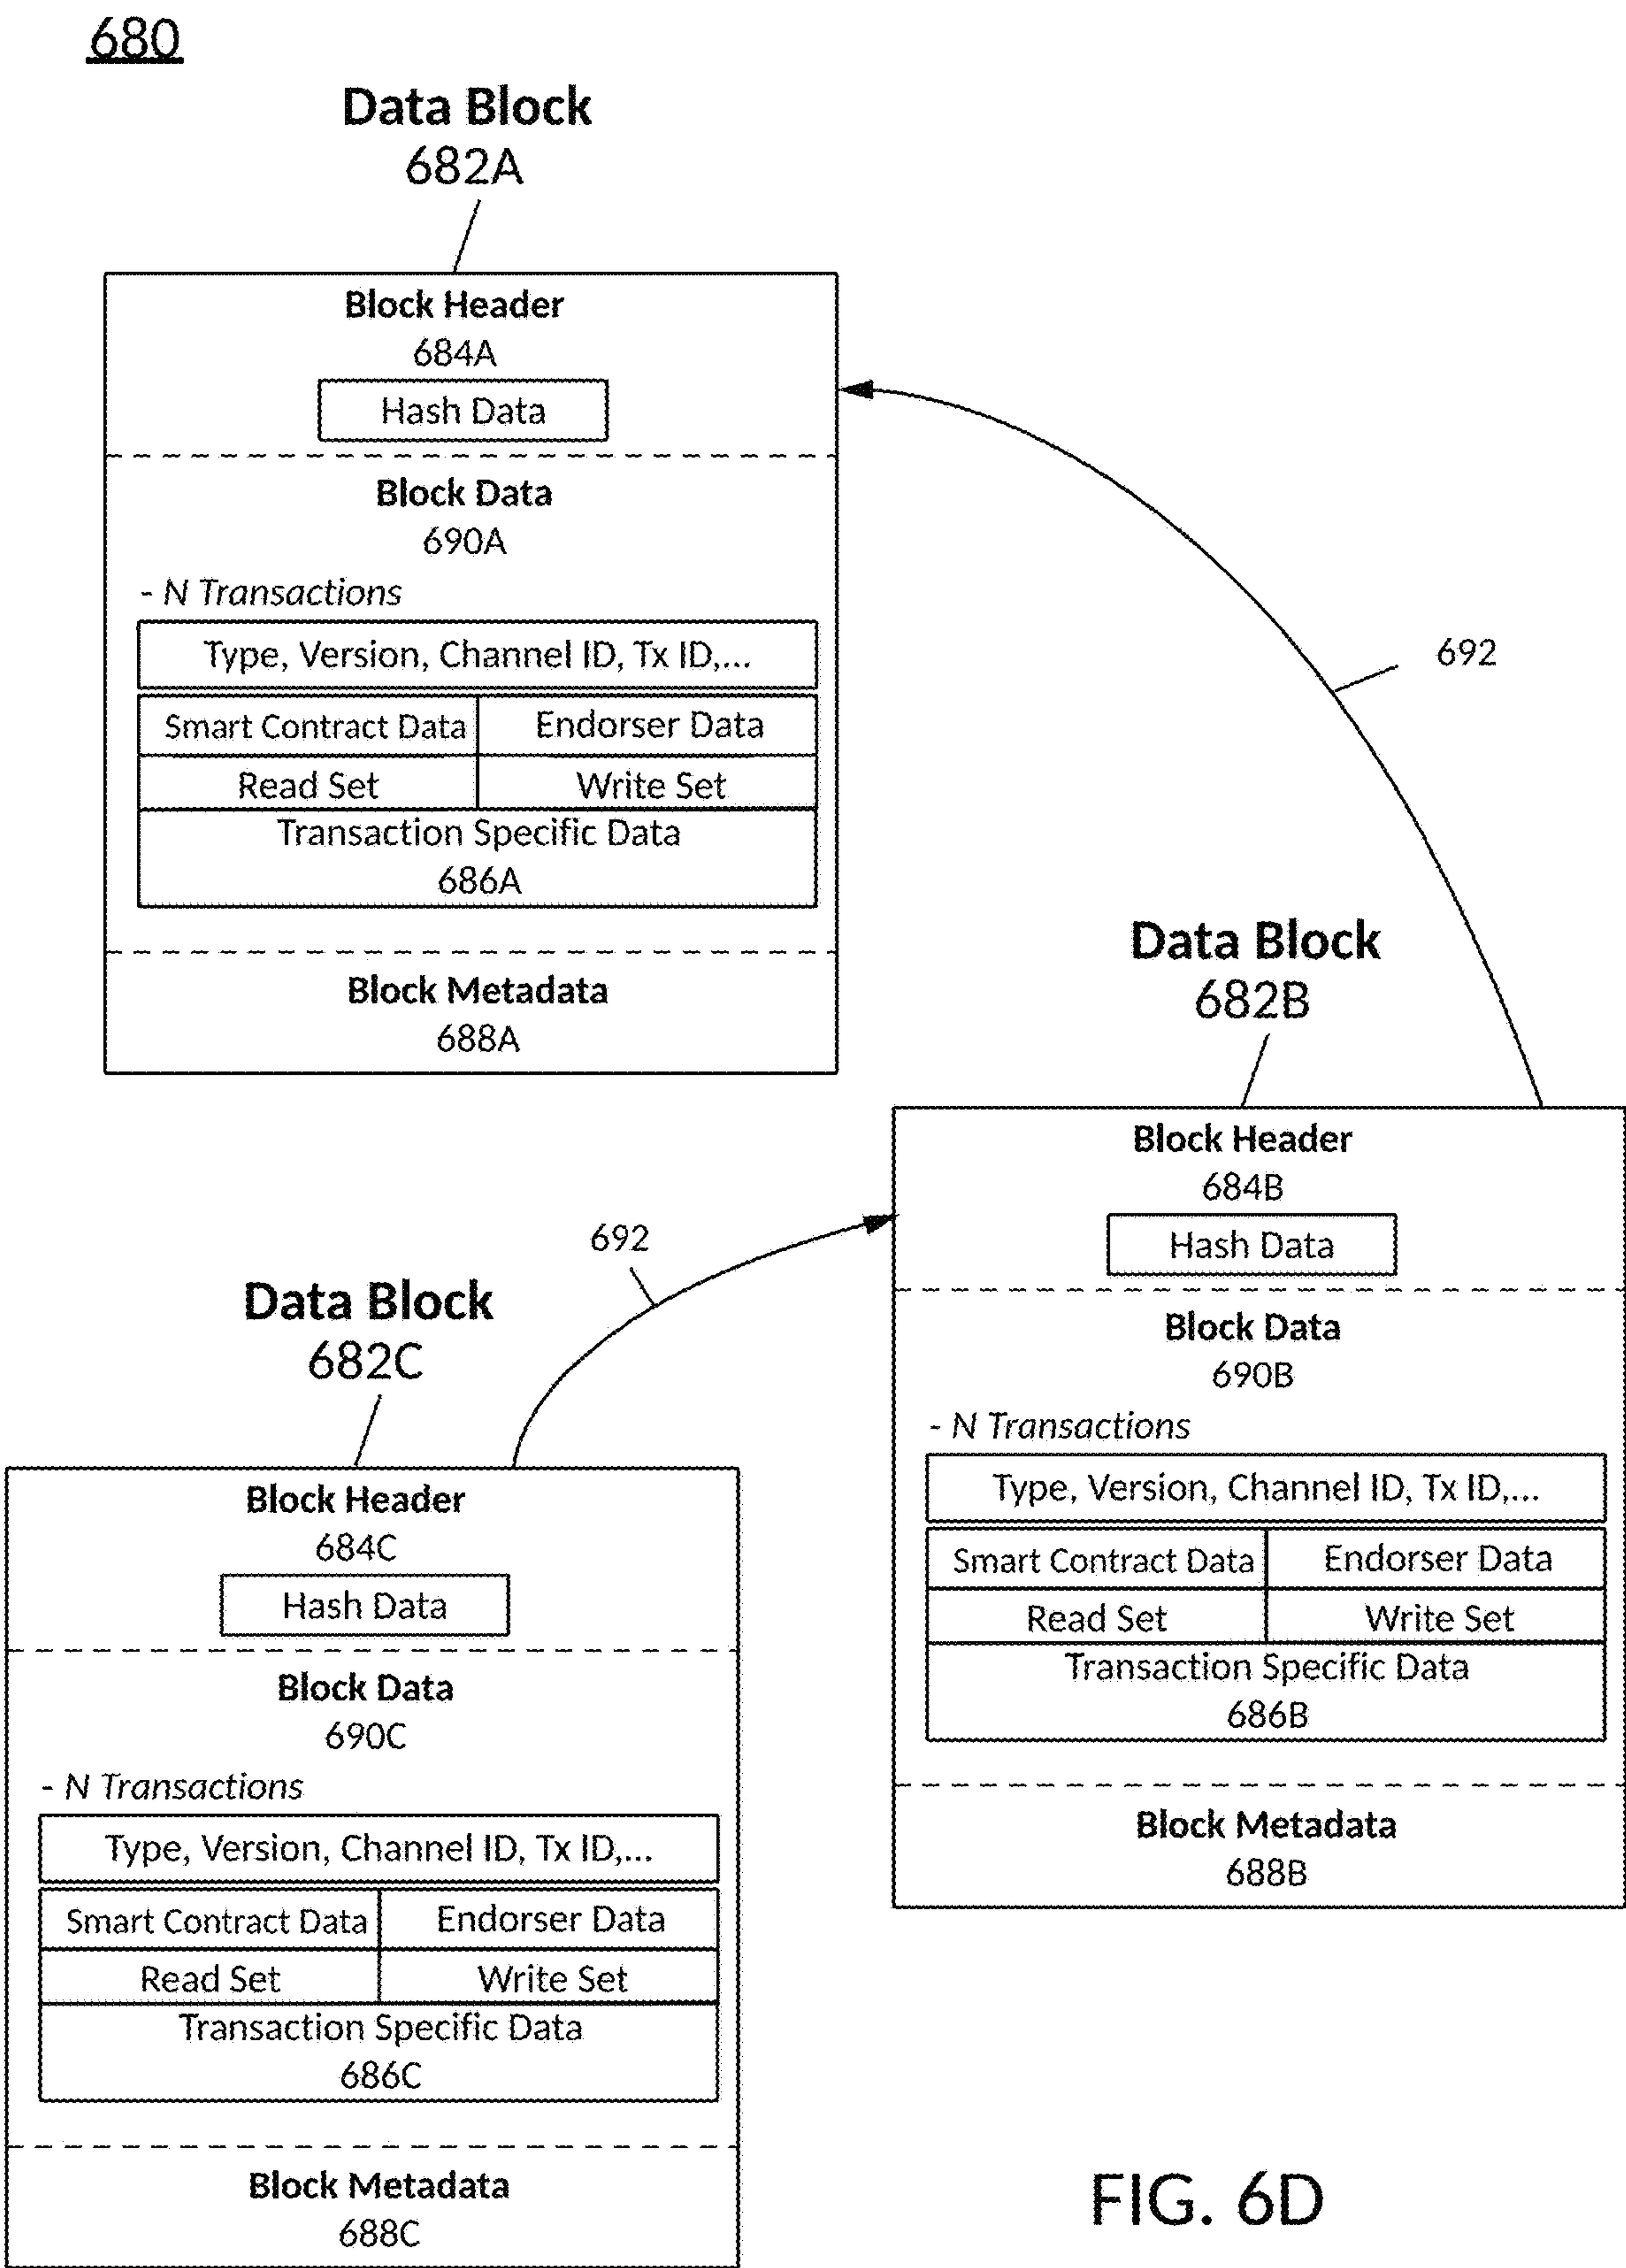 680
Data Block
682A
Block Header
684A
Hash Data
Block Data
690A
- N Transactions
Type, Version, Channel ID, Tx ID,...
Smart Contract Data Endorser Data
Read Set Write Set
Transaction Specific Data
686A
Block Metadata
688A
692
Data Block
682B
Block Header
684B
Hash Data
Block Data
690B
- N Transactions
Type, Version, Channel ID, Tx ID,...
Smart Contract Data Endorser Data
Read Set Write Set
Transaction Specific Data
686B
Block Metadata
688B
692
Data Block
682C
Block Header
684C
Hash Data
Block Data
690C
- N Transactions
Type, Version, Channel ID, Tx ID,...
Smart Contract Data Endorser Data
Read Set Write Set
Transaction Specific Data
686C
Block Metadata
688C
FIG. 6D